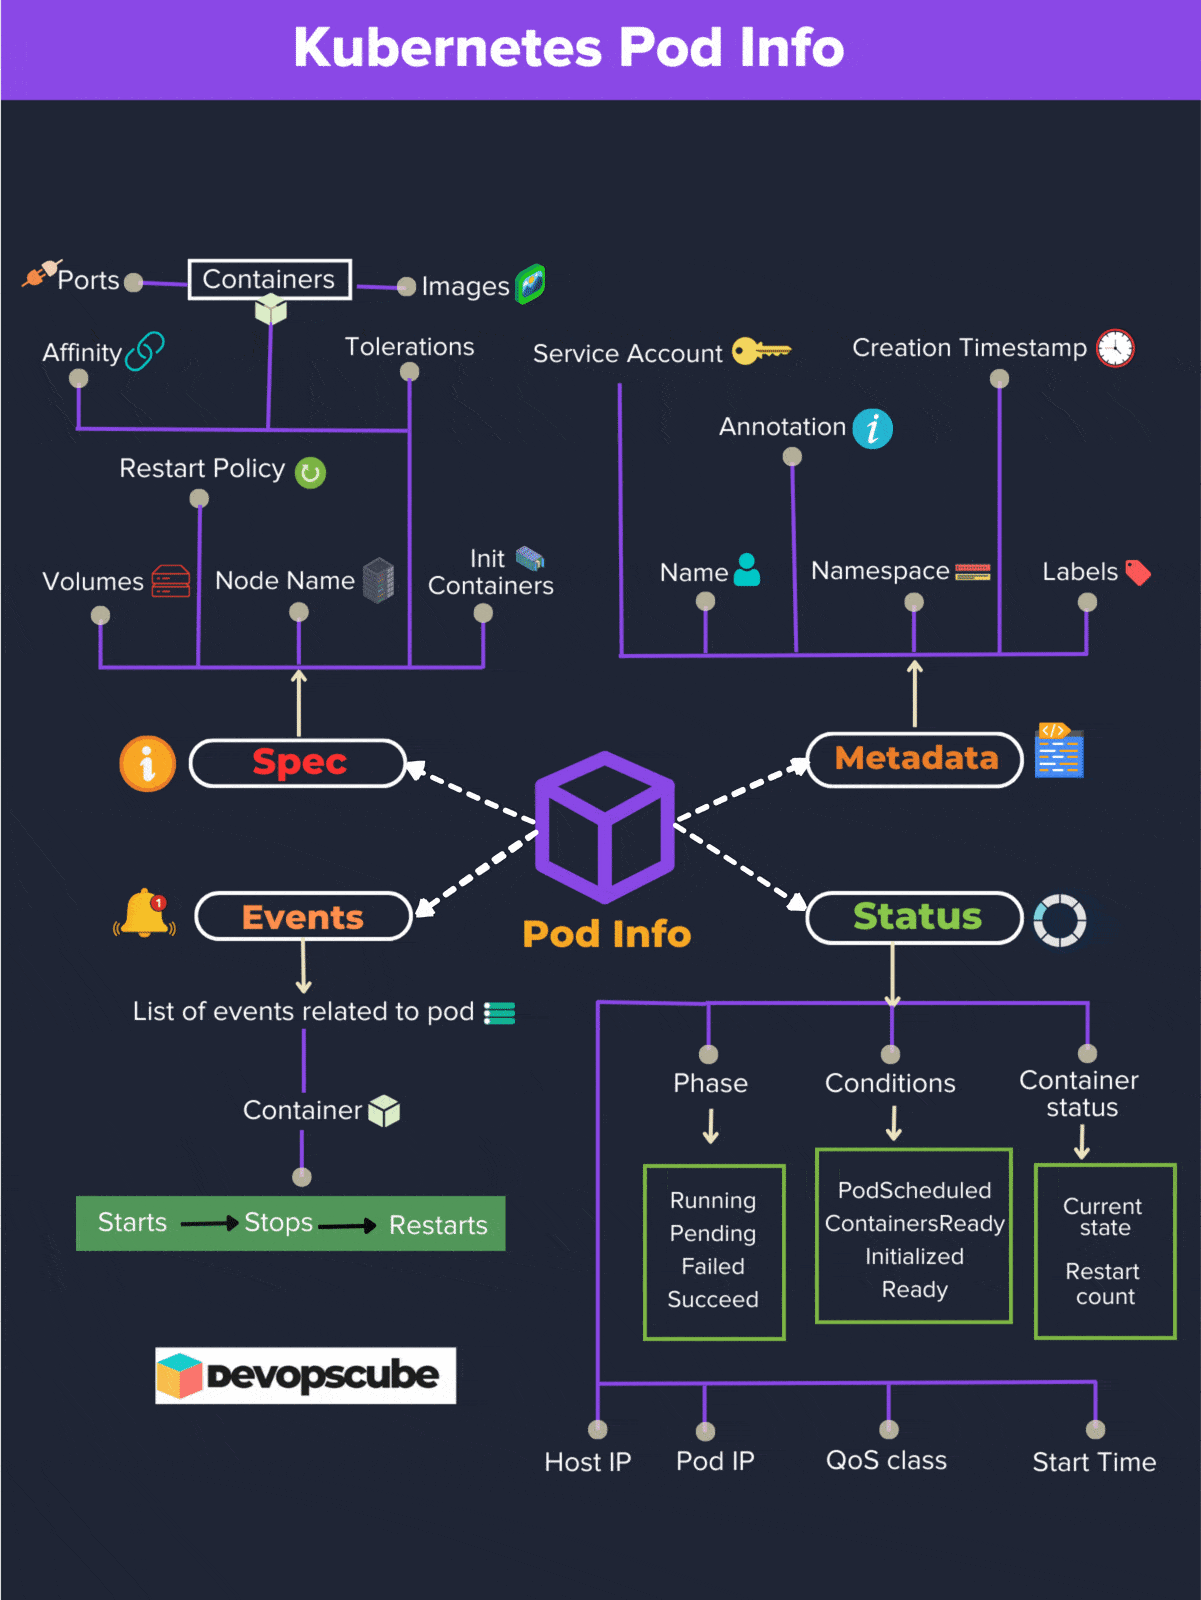 Kubernetes Pod Info
Ports
Containers
Images
Affinity
Tolerations
Restart Policy
Volumes
Node Name
Init
Containers
Spec
Service Account
Creation Timestamp
Annotation
Name
Namespace
Labels
Metadata
</>
Pod Info
1
Events
List of events related to pod
Container
Starts
Stops
Restarts
Status
Phase
Running
Pending
Failed
Succeed
Conditions
PodScheduled
ContainersReady
Initialized
Ready
Container
status
Current
state
Restart
count
Host IP
Pod IP
QoS class
Start Time
DEVOPSCUBE